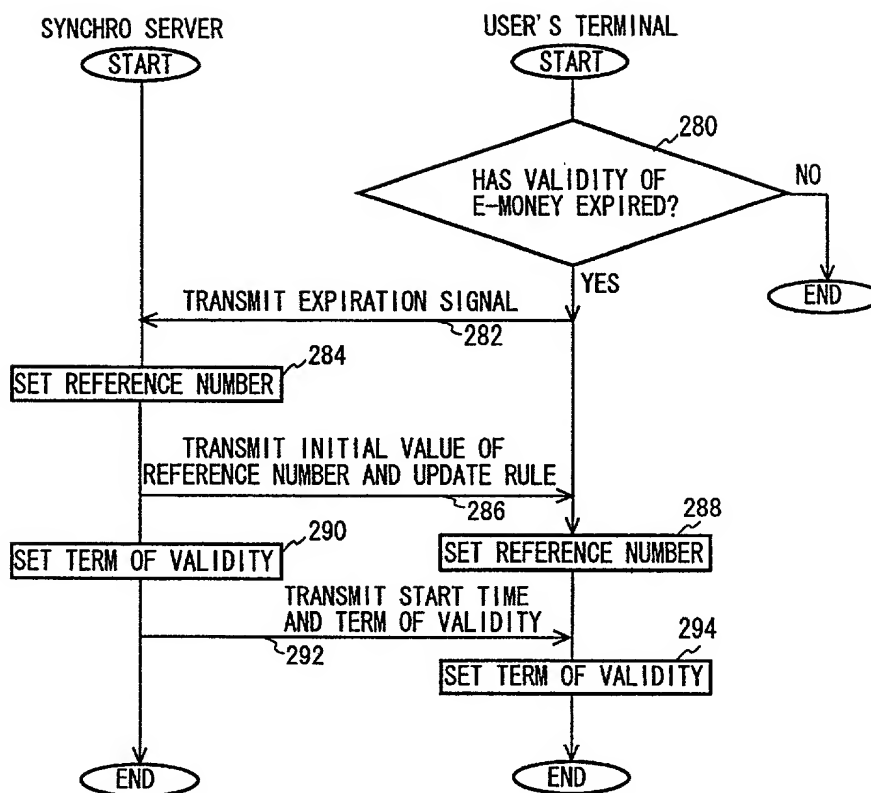 SYNCHRO SERVER
USER'S TERMINAL
START
START
280
HAS VALIDITY OF
E-MONEY EXPIRED?
NO
YES
END
TRANSMIT EXPIRATION SIGNAL
282
284
SET REFERENCE NUMBER
TRANSMIT INITIAL VALUE OF
REFERENCE NUMBER AND UPDATE RULE
286
288
290
SET TERM OF VALIDITY
SET REFERENCE NUMBER
TRANSMIT START TIME
AND TERM OF VALIDITY
292
294
SET TERM OF VALIDITY
END
END